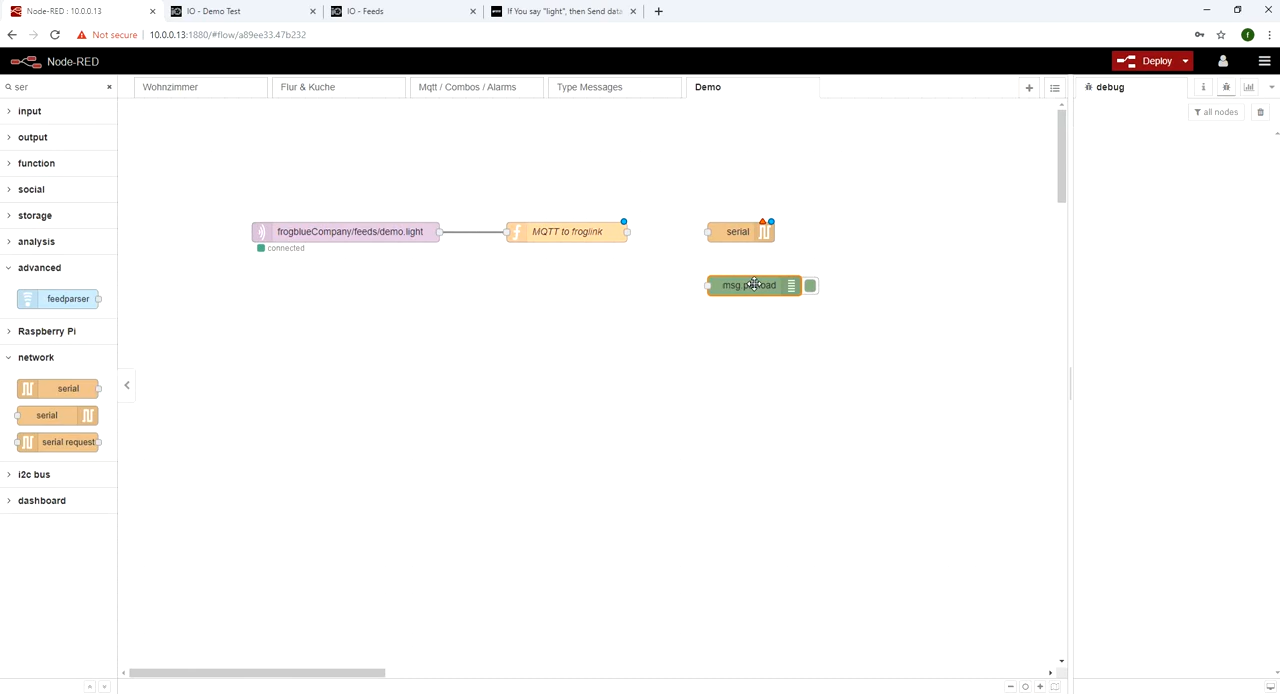 Node-RED : 10.0.0.13
IO - Demo Test
IO - Feeds
If You say "light", then Send data
Not secure
10.0.0.13:1880/#flow/a89ee33.47b232
f
Node-RED
Deploy
ser
Wohnzimmer
Flur & Kuche
Mqtt / Combos / Alarms
Type Messages
Demo
debug
i
all nodes
input
output
function
social
storage
analysis
advanced
feedparser
Raspberry Pi
network
serial
serial
serial request
i2c bus
dashboard
frogblueCompany/feeds/demo.light
connected
MQTT to froglink
serial
msg.payload